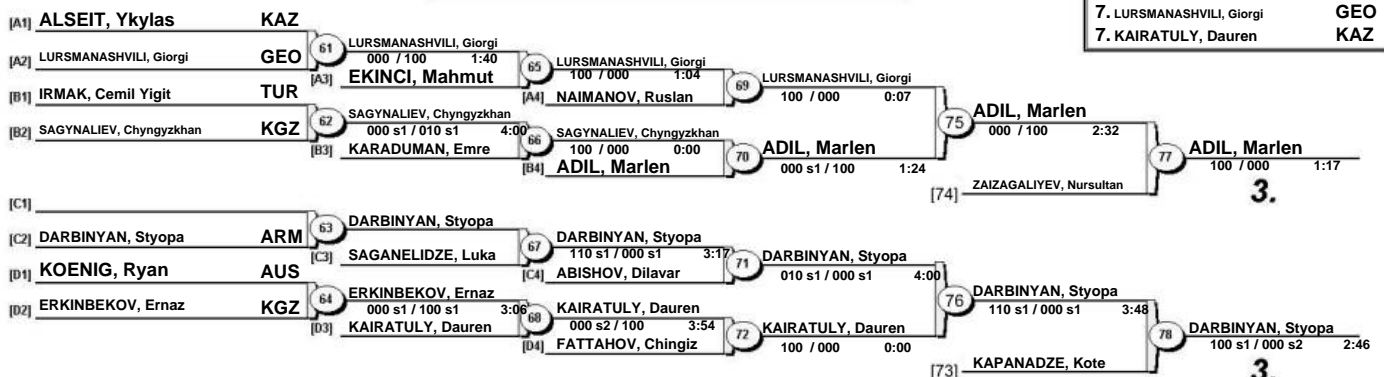 7. LURSMANASHVILI, Giorgi GEO
7. KAIRATULY, Dauren KAZ
[A1] ALSEIT, Ykylas KAZ
[A2] LURSMANASHVILI, Giorgi GEO
[B1] IRMAK, Cemil Yigit TUR
[B2] SAGYNALIEV, Chyngyzkhan KGZ
[C1]
[C2] DARBINYAN, Styopa ARM
[D1] KOENIG, Ryan AUS
[D2] ERKINBEKOV, Ernaz KGZ
61 LURSMANASHVILI, Giorgi
000 / 100 1:40
[A3] EKINCI, Mahmut
62 SAGYNALIEV, Chyngyzkhan
000 s1 / 010 s1 4:00
[B3] KARADUMAN, Emre
63 DARBINYAN, Styopa
[C3] SAGANELIDZE, Luka
64 ERKINBEKOV, Ernaz
000 s1 / 100 s1 3:06
[D3] KAIRATULY, Dauren
65 LURSMANASHVILI, Giorgi
100 / 000 1:04
[A4] NAIMANOV, Ruslan
66 SAGYNALIEV, Chyngyzkhan
100 / 000 0:00
[B4] ADIL, Marlen
67 DARBINYAN, Styopa
110 s1 / 000 s1 3:17
[C4] ABISHOV, Dilavar
68 KAIRATULY, Dauren
000 s2 / 100 3:54
[D4] FATTAHOV, Chingiz
69 LURSMANASHVILI, Giorgi
100 / 000 0:07
70 ADIL, Marlen
000 s1 / 100 1:24
71 DARBINYAN, Styopa
010 s1 / 000 s1 4:00
72 KAIRATULY, Dauren
100 / 000 0:00
75 ADIL, Marlen
000 / 100 2:32
[74] ZAIZAGALIYEV, Nursultan
76 DARBINYAN, Styopa
110 s1 / 000 s1 3:48
[73] KAPANADZE, Kote
77 ADIL, Marlen
100 / 000 1:17
3.
78 DARBINYAN, Styopa
100 s1 / 000 s2 2:46
3.